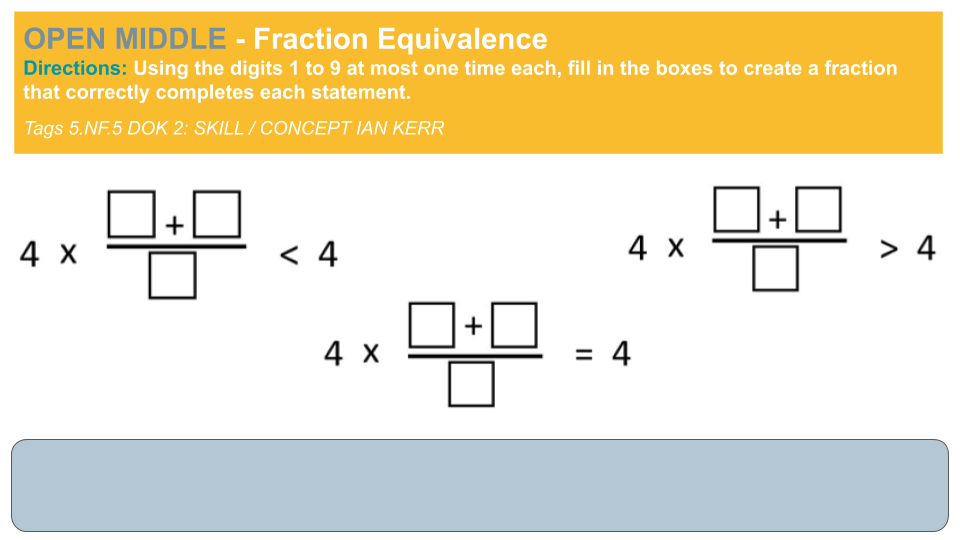 OPEN MIDDLE - Fraction Equivalence
Directions: Using the digits 1 to 9 at most one time each, fill in the boxes to create a fraction
that correctly completes each statement.
Tags 5.NF.5 DOK 2: SKILL / CONCEPT IAN KERR
4 x □ + □ / □ < 4
4 x □ + □ / □ > 4
4 x □ + □ / □ = 4